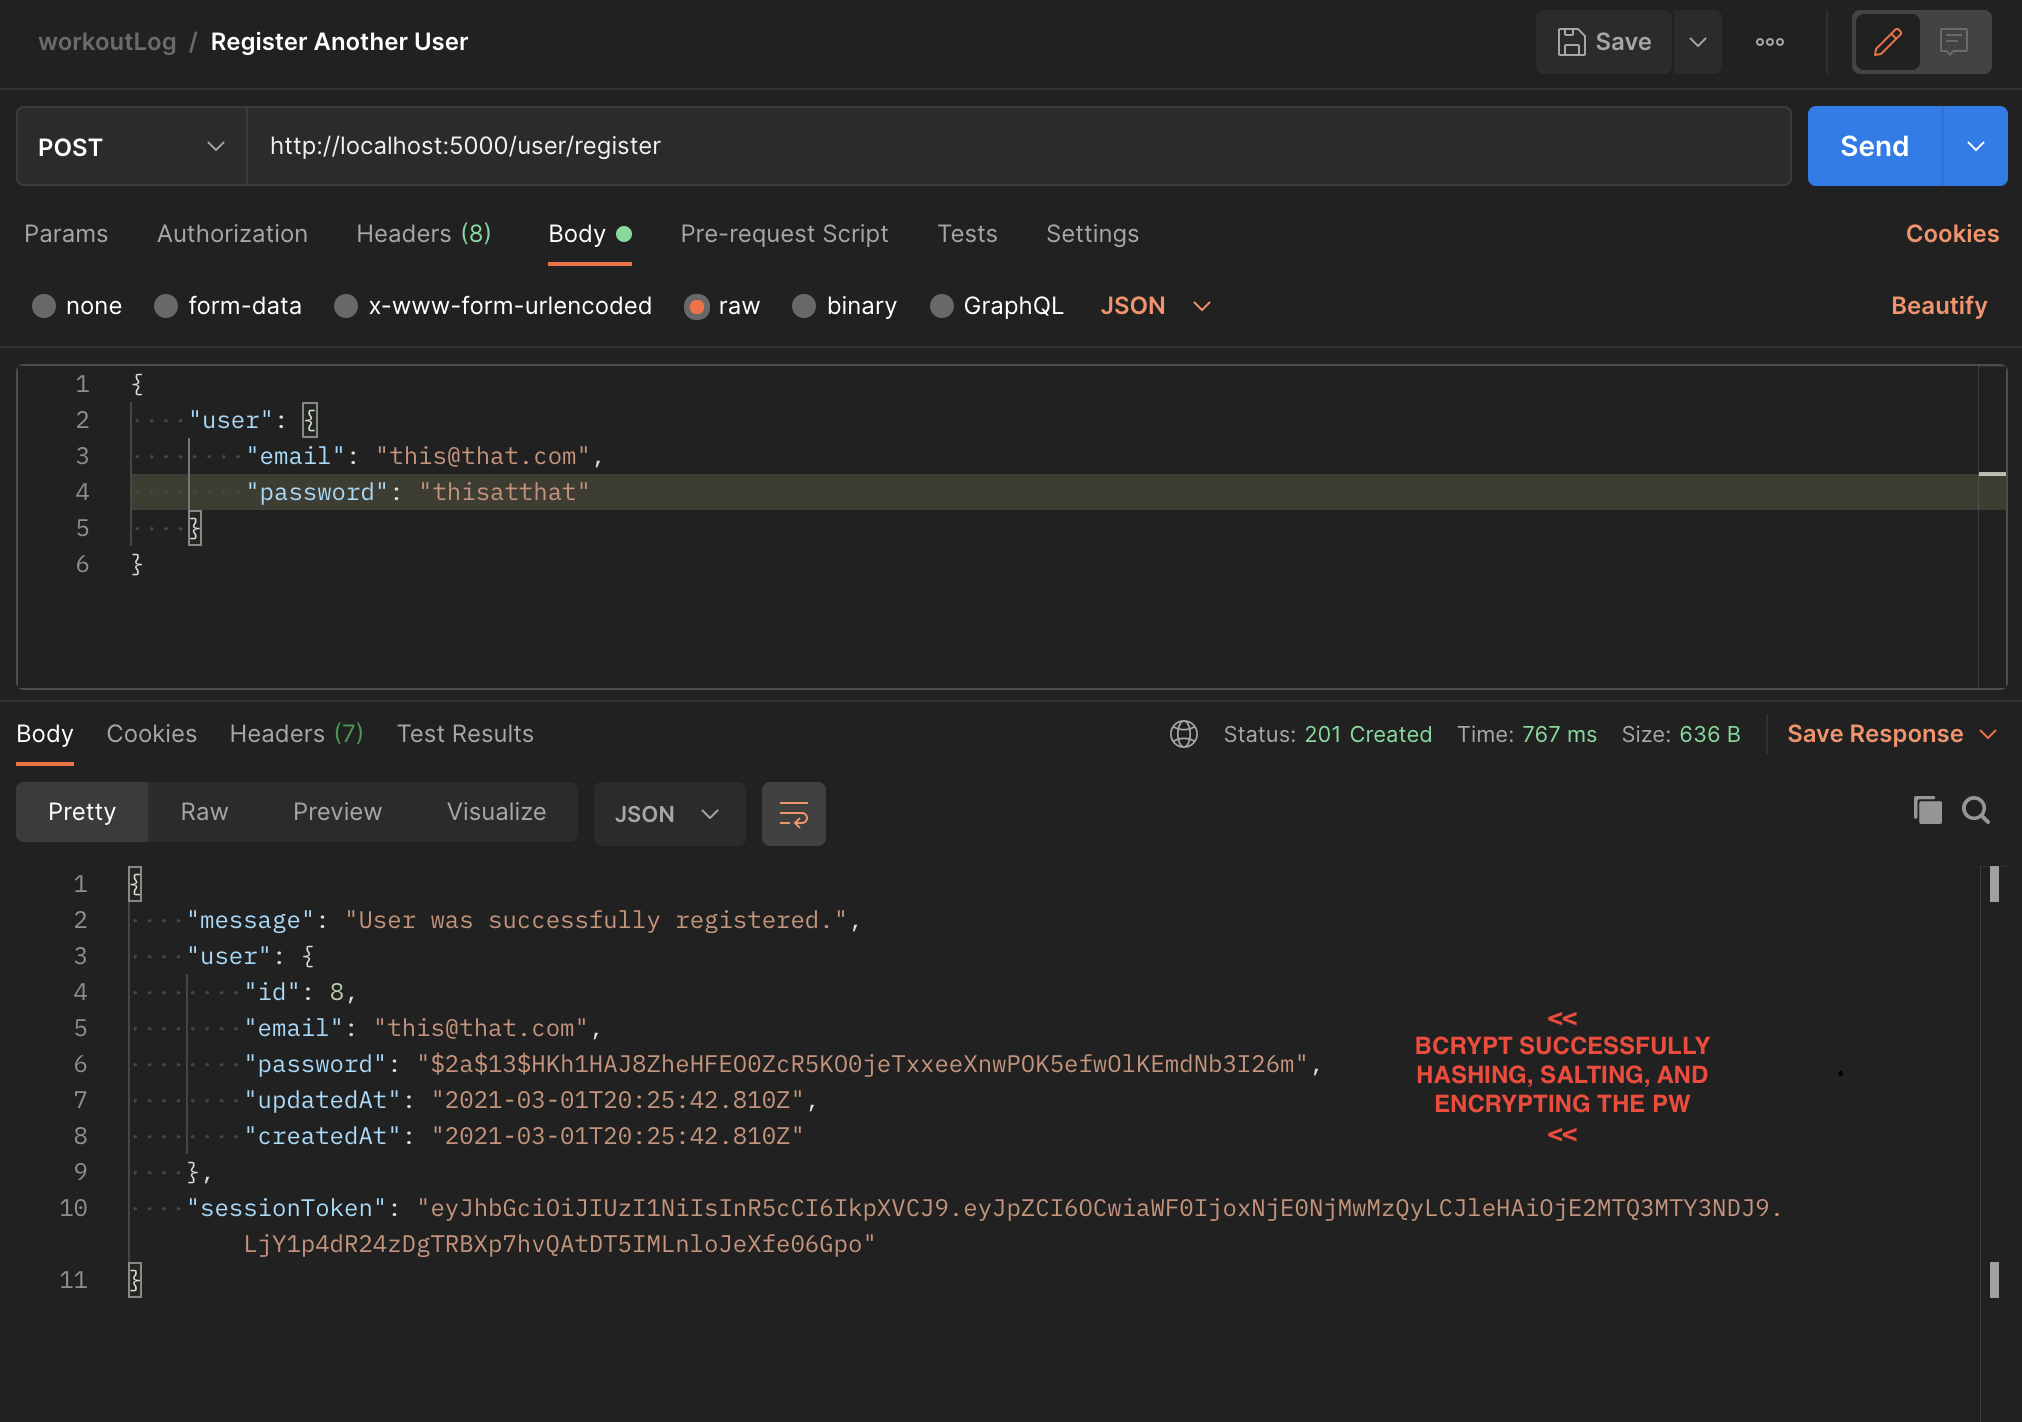 workoutLog / Register Another User
Save
POST
http://localhost:5000/user/register
Send
Params Authorization Headers (8) Body Pre-request Script Tests Settings Cookies
none form-data x-www-form-urlencoded raw binary GraphQL JSON Beautify
1 {
2 "user": {
3 "email": "this@that.com",
4 "password": "thisatthat"
5 }
6 }
Body Cookies Headers (7) Test Results Status: 201 Created Time: 767 ms Size: 636 B Save Response
Pretty Raw Preview Visualize JSON
1 {
2 "message": "User was successfully registered.",
3 "user": {
4 "id": 8,
5 "email": "this@that.com",
6 "password": "$2a$13$HKh1HAJ8ZheHFEO0ZcR5KO0jeTxxeeXnwPOK5efwOlKEmdNb3I26m",
7 "updatedAt": "2021-03-01T20:25:42.810Z",
8 "createdAt": "2021-03-01T20:25:42.810Z"
9 },
10 "sessionToken": "eyJhbGciOiJIUzI1NiIsInR5cCI6IkpXVCJ9.eyJpZCI6OCwiaWF0IjoxNjE0NjMwMzQyLCJleHAiOjE2MTQ3MTY3NDJ9.
LjY1p4dR24zDgTRBXp7hvQAtDT5IMLnloJeXfe06Gpo"
11 }
<<
BCRYPT SUCCESSFULLY
HASHING, SALTING, AND
ENCRYPTING THE PW
<<